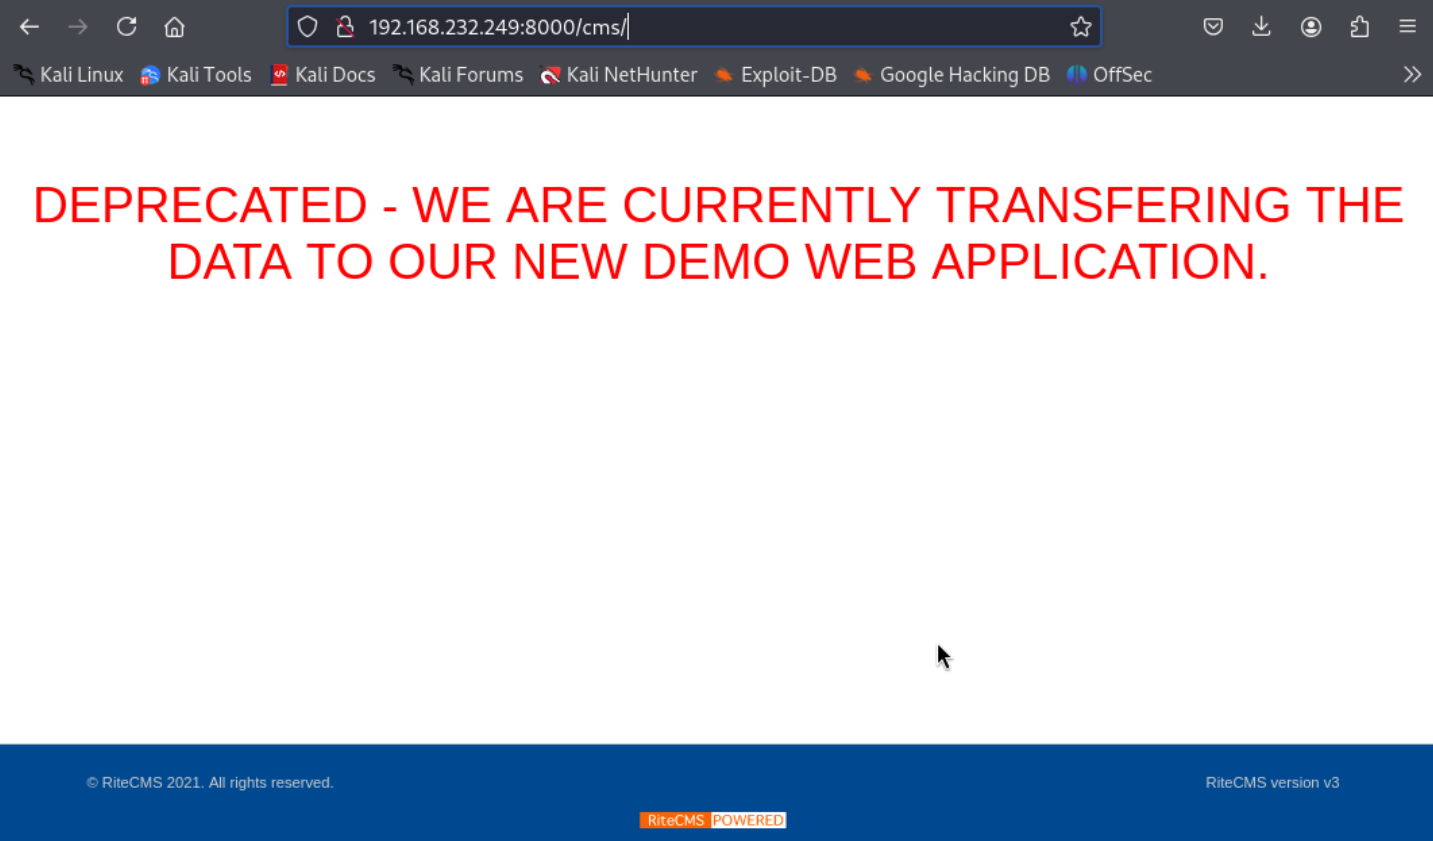 192.168.232.249:8000/cms/
Kali Linux Kali Tools Kali Docs Kali Forums Kali NetHunter Exploit-DB Google Hacking DB OffSec
DEPRECATED - WE ARE CURRENTLY TRANSFERING THE
DATA TO OUR NEW DEMO WEB APPLICATION.
© RiteCMS 2021. All rights reserved. RiteCMS version v3
RiteCMS POWERED